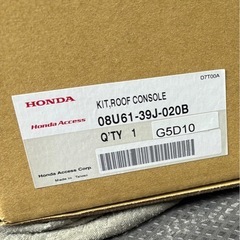 D7T00A
HONDA
KIT,ROOF CONSOLE
Honda Access
08U61-39J-020B
Q'TY 1
G5D10
Honda Access Corp.
Made in Taiwan